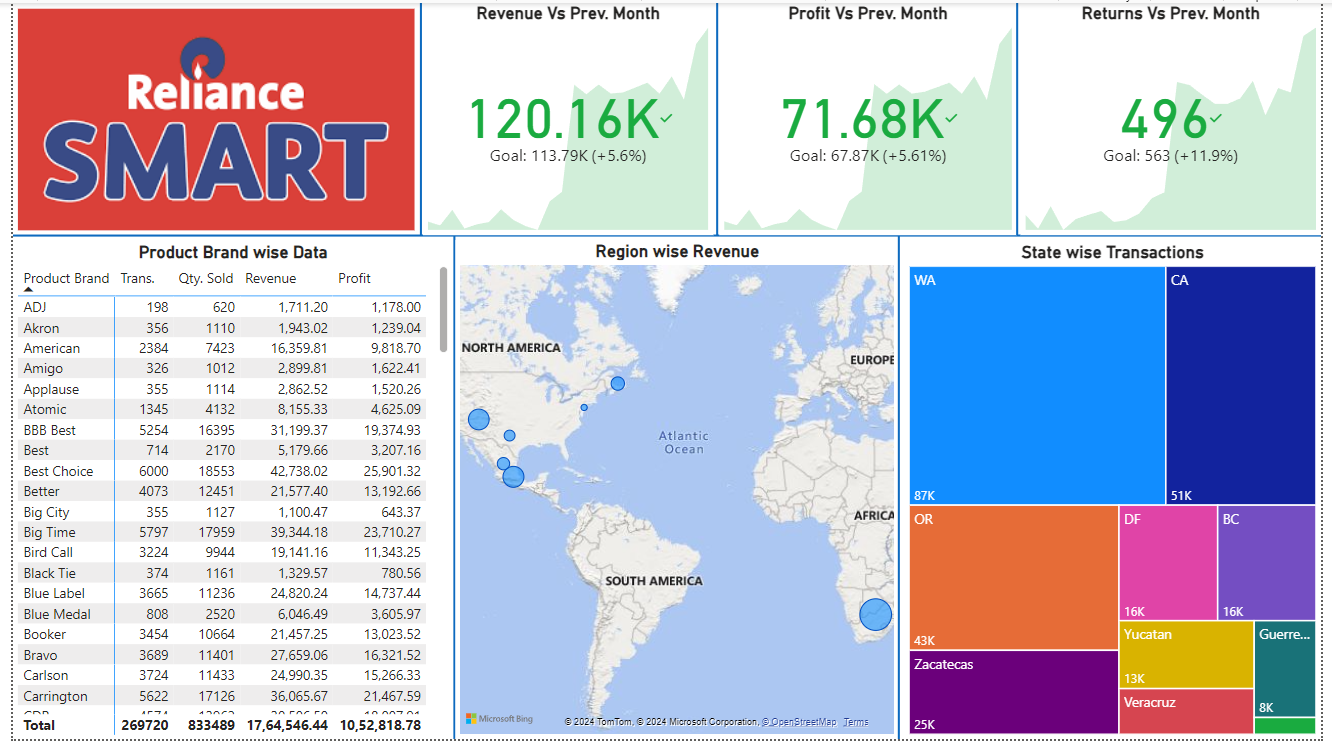 Reliance
SMART
Revenue Vs Prev. Month
120.16K
Goal: 113.79K (+5.6%)
Profit Vs Prev. Month
71.68K
Goal: 67.87K (+5.61%)
Returns Vs Prev. Month
496
Goal: 563 (+11.9%)
Product Brand wise Data
Product Brand Trans. Qty. Sold Revenue Profit
ADJ 198 620 1,711.20 1,178.00
Akron 356 1110 1,943.02 1,239.04
American 2384 7423 16,359.81 9,818.70
Amigo 326 1012 2,899.81 1,622.41
Applause 355 1114 2,862.52 1,520.26
Atomic 1345 4132 8,155.33 4,625.09
BBB Best 5254 16395 31,199.37 19,374.93
Best 714 2170 5,179.66 3,207.16
Best Choice 6000 18553 42,738.02 25,901.32
Better 4073 12451 21,577.40 13,192.66
Big City 355 1127 1,100.47 643.37
Big Time 5797 17959 39,344.18 23,710.27
Bird Call 3224 9944 19,141.16 11,343.25
Black Tie 374 1161 1,329.57 780.56
Blue Label 3665 11236 24,820.24 14,737.44
Blue Medal 808 2520 6,046.49 3,605.97
Booker 3454 10664 21,457.25 13,023.52
Bravo 3689 11401 27,659.06 16,321.52
Carlson 3724 11433 24,990.35 15,266.33
Carrington 5622 17126 36,065.67 21,467.59
Total 269720 833489 17,64,546.44 10,52,818.78
Region wise Revenue
NORTH AMERICA
EUROPE
Atlantic
Ocean
AFRICA
SOUTH AMERICA
Microsoft Bing
© 2024 TomTom, © 2024 Microsoft Corporation, © OpenStreetMap Terms
State wise Transactions
WA
87K
CA
51K
OR
43K
DF
16K
BC
16K
Zacatecas
25K
Yucatan
13K
Guerre...
8K
Veracruz